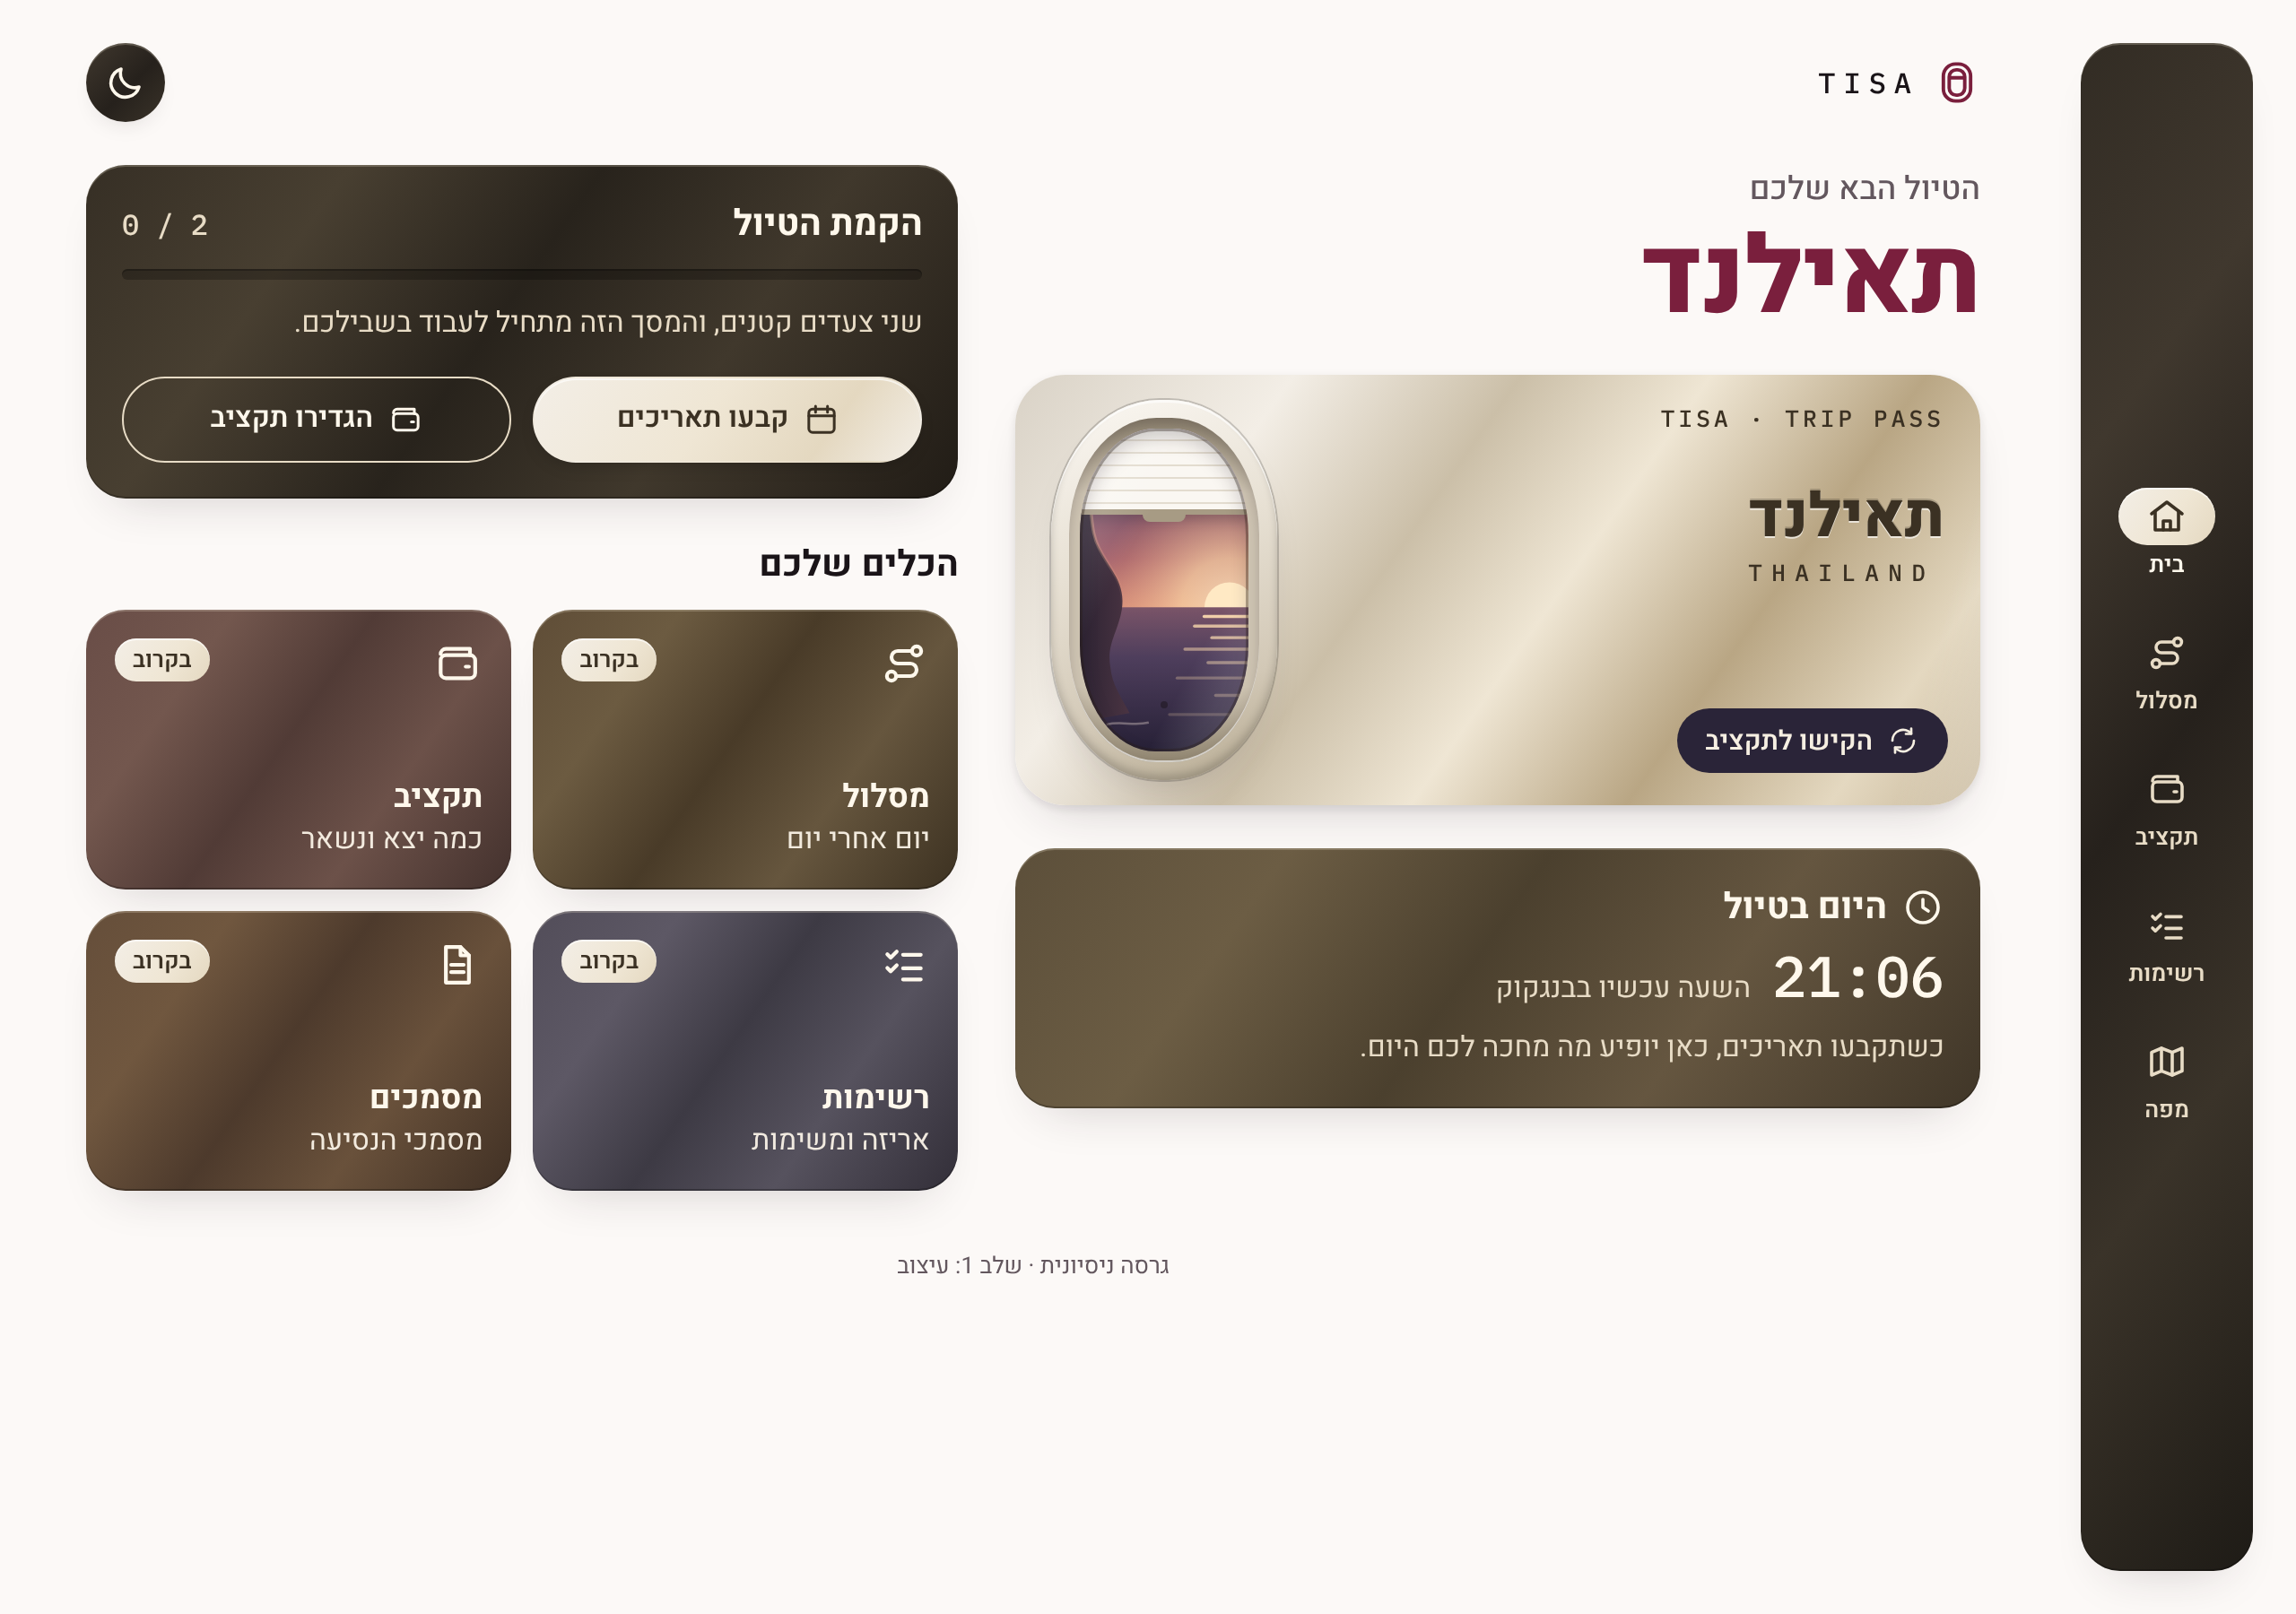 TISA
הטיול הבא שלכם
תאילנד
TISA · TRIP PASS
תאילנד
THAILAND
הקישו לתקציב
היום בטיול
21:06 השעה עכשיו בבנגקוק
כשתקבעו תאריכים, כאן יופיע מה מחכה לכם היום.
הקמת הטיול
0 / 2
שני צעדים קטנים, והמסך הזה מתחיל לעבוד בשבילכם.
קבעו תאריכים
הגדירו תקציב
הכלים שלכם
בקרוב
מסלול
יום אחרי יום
בקרוב
תקציב
כמה יצא ונשאר
בקרוב
רשימות
אריזה ומשימות
בקרוב
מסמכים
מסמכי הנסיעה
בית
מסלול
תקציב
רשימות
מפה
גרסה ניסיונית · שלב 1: עיצוב